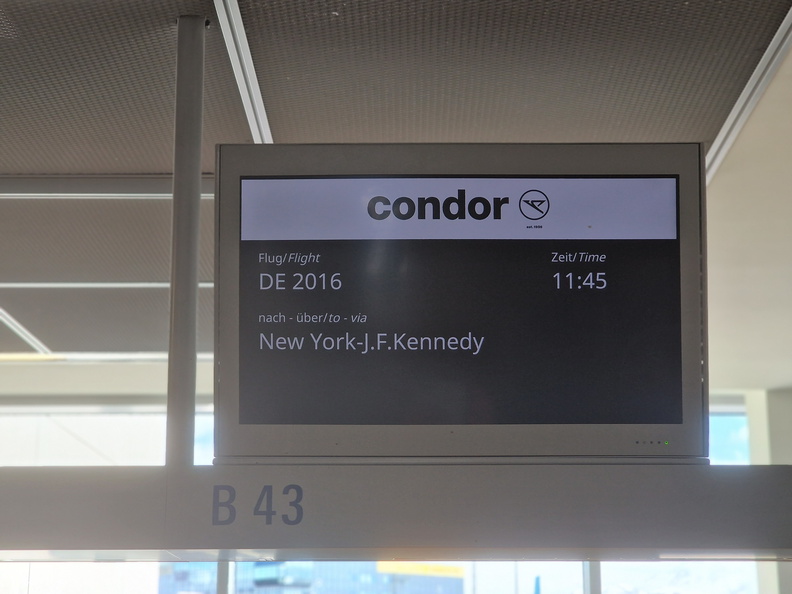 condor
Flug/Flight Zeit/Time
DE 2016 11:45
nach - über/to - via
New York-J.F.Kennedy
B 43